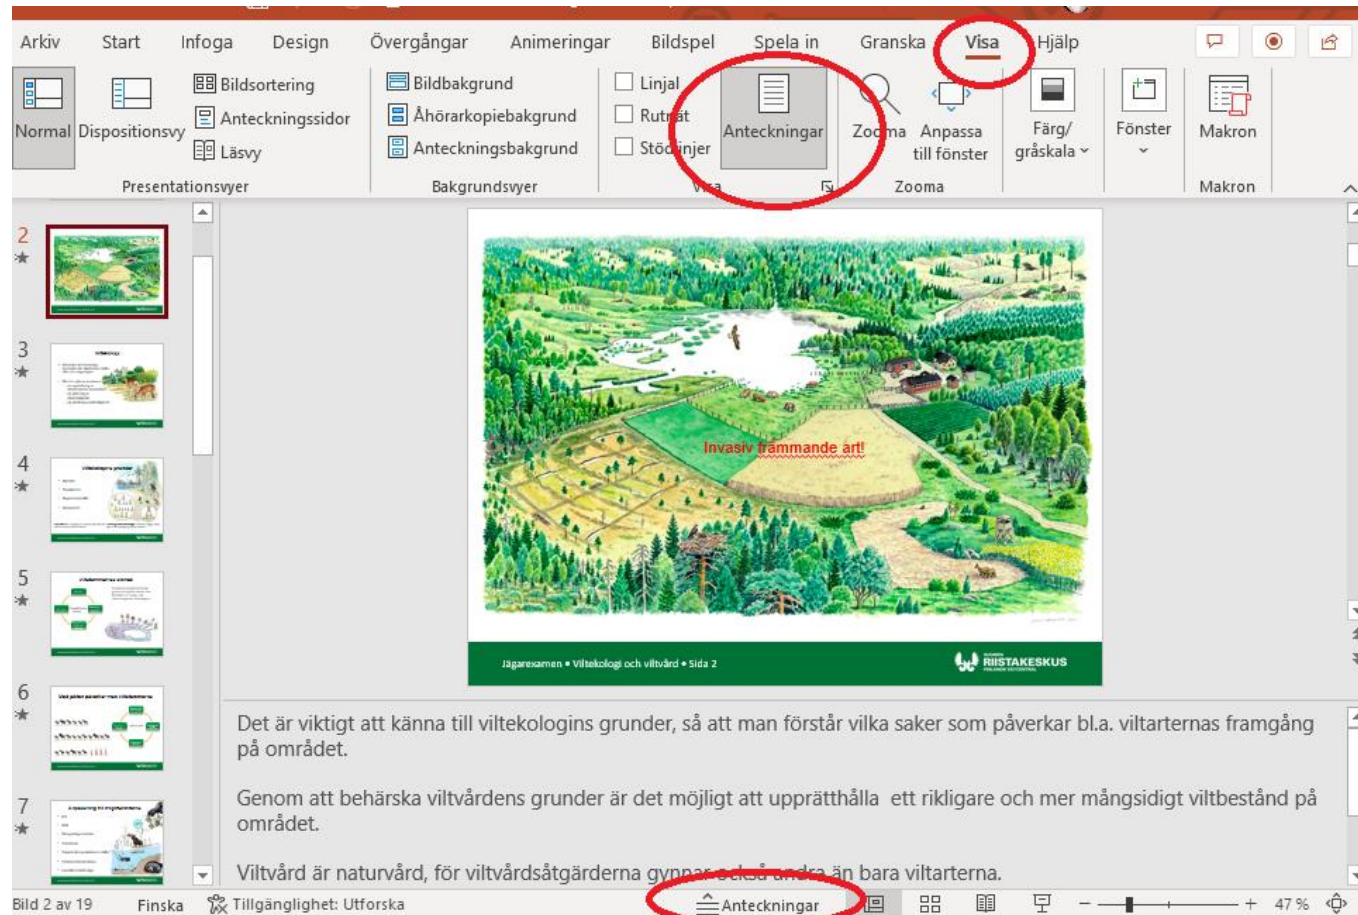 Arkiv Start Infoga Design Övergångar Animeringar Bildspel Spela in Granska Visa Hjälp
Normal
Dispositionsvy
Bildsortering
Anteckningssidor
Läsvy
Presentationsvyer
Bildbakgrund
Åhörarkopiebakgrund
Anteckningsbakgrund
Bakgrundsvyer
Linjal
Rutnät
Stödlinjer
Anteckningar
Visa
Zooma
Anpassa
till fönster
Zooma
Färg/
gråskala
Fönster
Makron
Makron
2
3
4
5
6
7
Invasiv främmande art!
Jägarexamen • Viltekologi och viltvård • Sida 2
SUOMEN
RIISTAKESKUS
FINLANDS VILTCENTRAL
Det är viktigt att känna till viltekologins grunder, så att man förstår vilka saker som påverkar bl.a. viltarternas framgång
på området.
Genom att behärska viltvårdens grunder är det möjligt att upprätthålla ett rikligare och mer mångsidigt viltbestånd på
området.
Viltvård är naturvård, för viltvårdsåtgärderna gynnar också andra än bara viltarterna.
Bild 2 av 19 Finska Tillgänglighet: Utforska Anteckningar 47 %